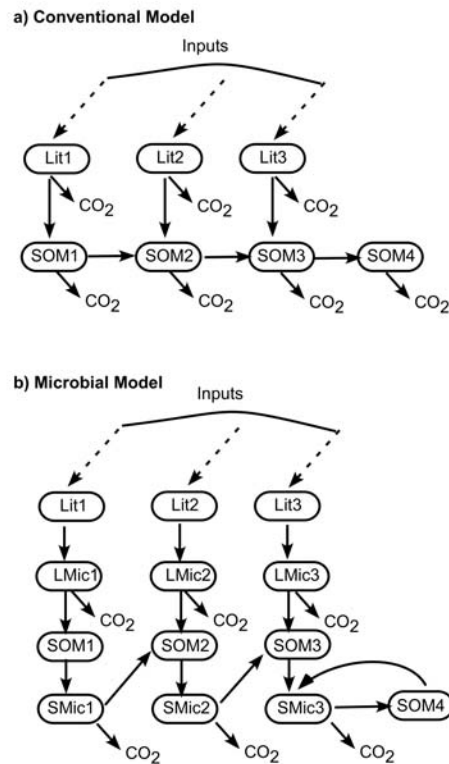 a) Conventional Model
Inputs
Lit1 Lit2 Lit3
CO2 CO2 CO2
SOM1 SOM2 SOM3 SOM4
CO2 CO2 CO2 CO2
b) Microbial Model
Inputs
Lit1 Lit2 Lit3
LMic1 LMic2 LMic3
CO2 CO2 CO2
SOM1 SOM2 SOM3
SMic1 SMic2 SMic3 SOM4
CO2 CO2 CO2